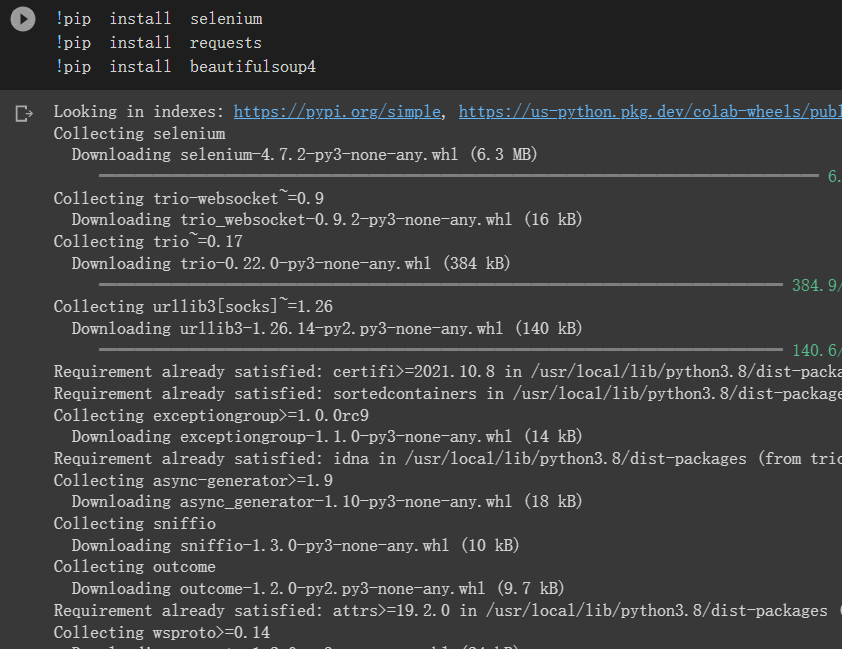 !pip install selenium
!pip install requests
!pip install beautifulsoup4
Looking in indexes: https://pypi.org/simple, https://us-python.pkg.dev/colab-wheels/publ
Collecting selenium
Downloading selenium-4.7.2-py3-none-any.whl (6.3 MB)
6.
Collecting trio-websocket~=0.9
Downloading trio_websocket-0.9.2-py3-none-any.whl (16 kB)
Collecting trio~=0.17
Downloading trio-0.22.0-py3-none-any.whl (384 kB)
384.9/
Collecting urllib3[socks]~=1.26
Downloading urllib3-1.26.14-py2.py3-none-any.whl (140 kB)
140.6/
Requirement already satisfied: certifi>=2021.10.8 in /usr/local/lib/python3.8/dist-packa
Requirement already satisfied: sortedcontainers in /usr/local/lib/python3.8/dist-package
Collecting exceptiongroup>=1.0.0rc9
Downloading exceptiongroup-1.1.0-py3-none-any.whl (14 kB)
Requirement already satisfied: idna in /usr/local/lib/python3.8/dist-packages (from tric
Collecting async-generator>=1.9
Downloading async_generator-1.10-py3-none-any.whl (18 kB)
Collecting sniffio
Downloading sniffio-1.3.0-py3-none-any.whl (10 kB)
Collecting outcome
Downloading outcome-1.2.0-py2.py3-none-any.whl (9.7 kB)
Requirement already satisfied: attrs>=19.2.0 in /usr/local/lib/python3.8/dist-packages (
Collecting wsproto>=0.14